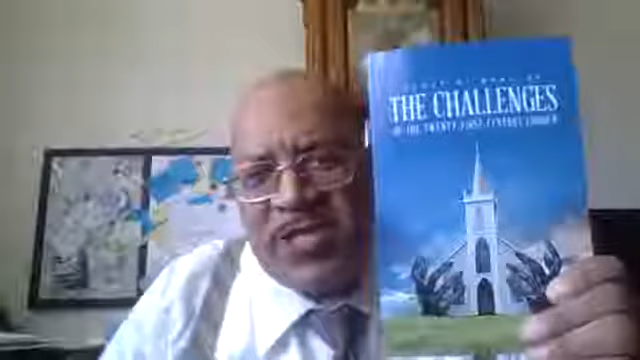 THE CHALLENGES
OF THE TWENTY-FIRST CENTURY CHURCH